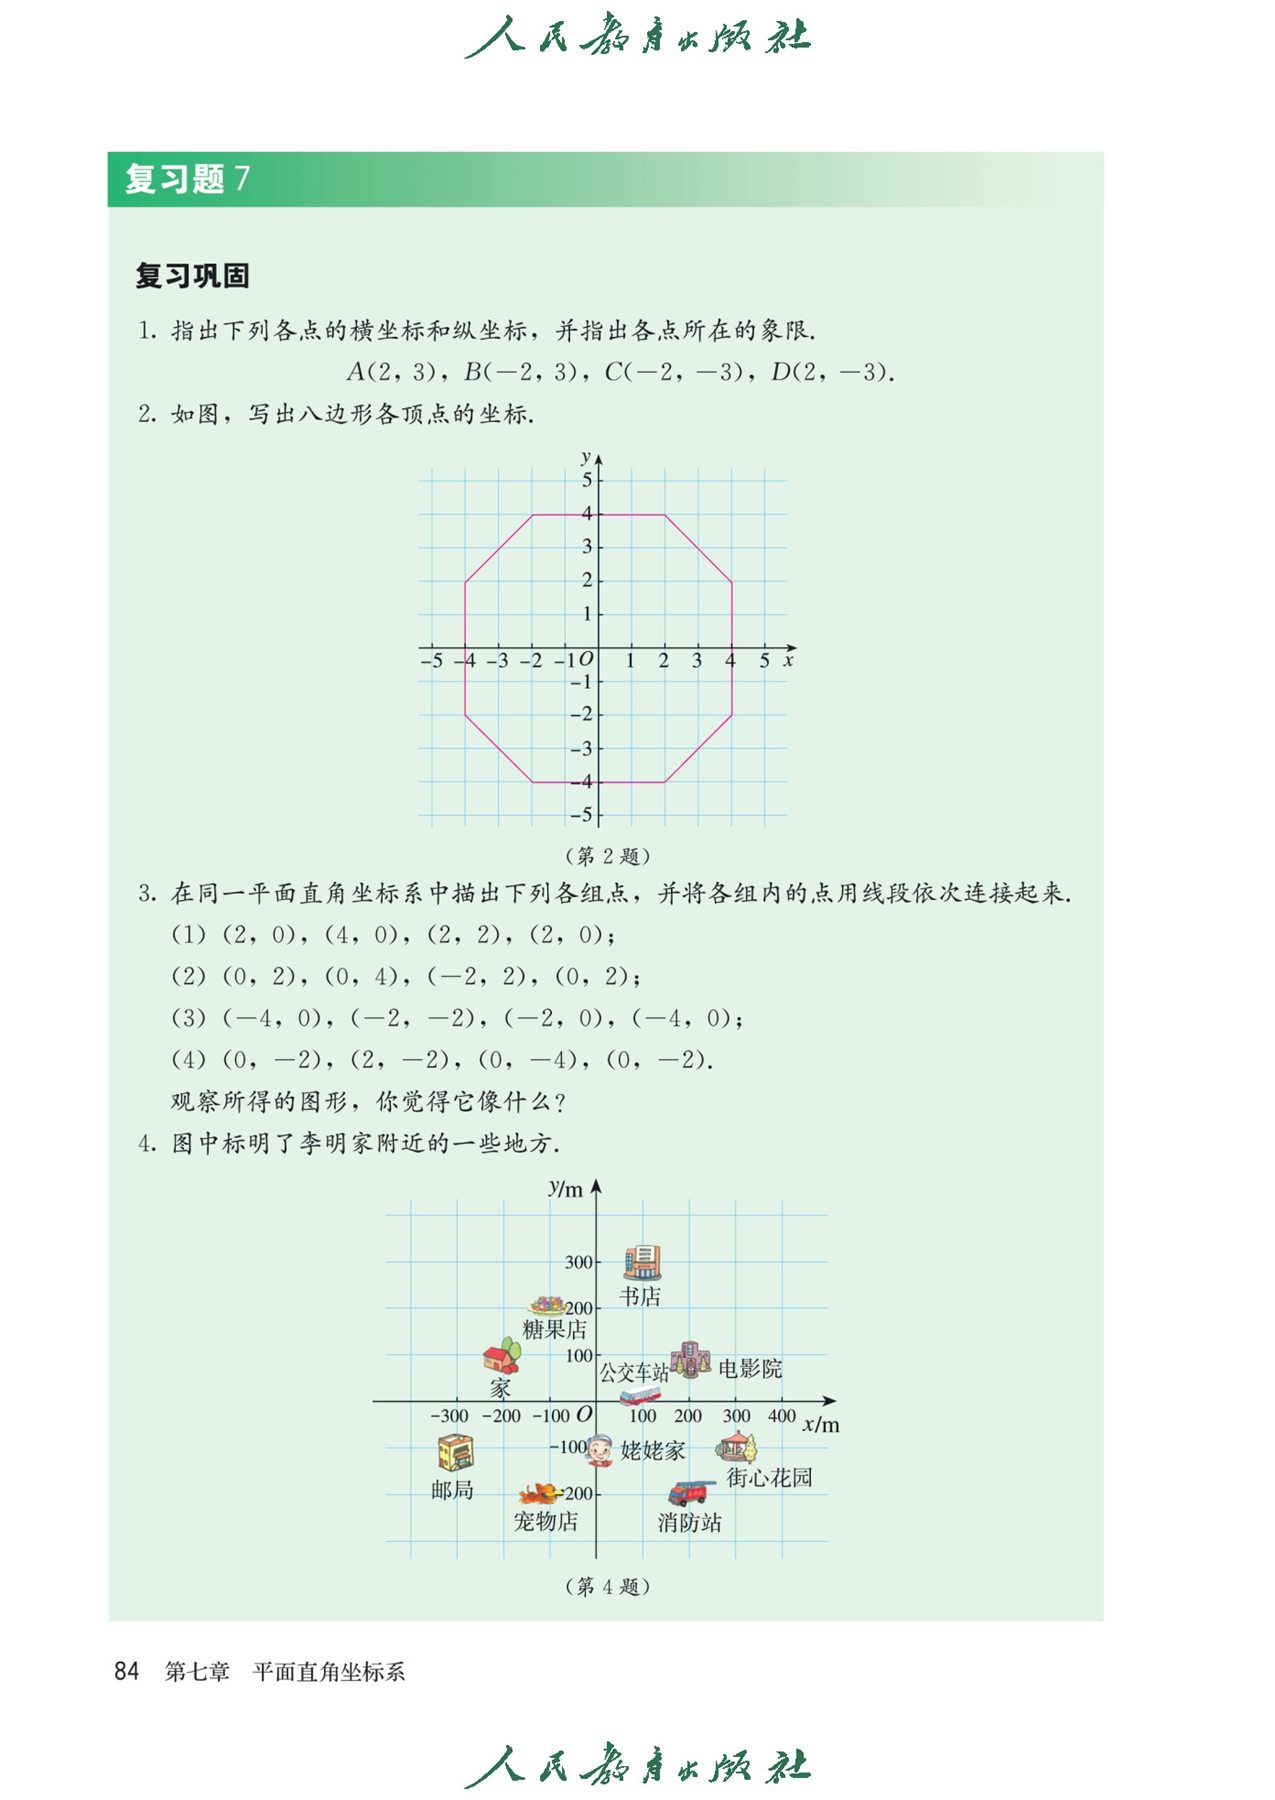 人民教育出版社
复习题7
复习巩固
1. 指出下列各点的横坐标和纵坐标，并指出各点所在的象限.
A(2, 3)，B(－2, 3)，C(－2, －3)，D(2, －3).
2. 如图，写出八边形各顶点的坐标.
y
5
4
3
2
1
-5 -4 -3 -2 -1 O 1 2 3 4 5 x
-1
-2
-3
-4
-5
（第2题）
3. 在同一平面直角坐标系中描出下列各组点，并将各组内的点用线段依次连接起来.
(1) (2, 0)，(4, 0)，(2, 2)，(2, 0)；
(2) (0, 2)，(0, 4)，(－2, 2)，(0, 2)；
(3) (－4, 0)，(－2, －2)，(－2, 0)，(－4, 0)；
(4) (0, －2)，(2, －2)，(0, －4)，(0, －2).
观察所得的图形，你觉得它像什么？
4. 图中标明了李明家附近的一些地方.
y/m
300
书店
200
糖果店
100
公交车站 电影院
家
-300 -200 -100 O 100 200 300 400 x/m
-100 姥姥家
街心花园
邮局
-200
宠物店 消防站
（第4题）
84 第七章 平面直角坐标系
人民教育出版社